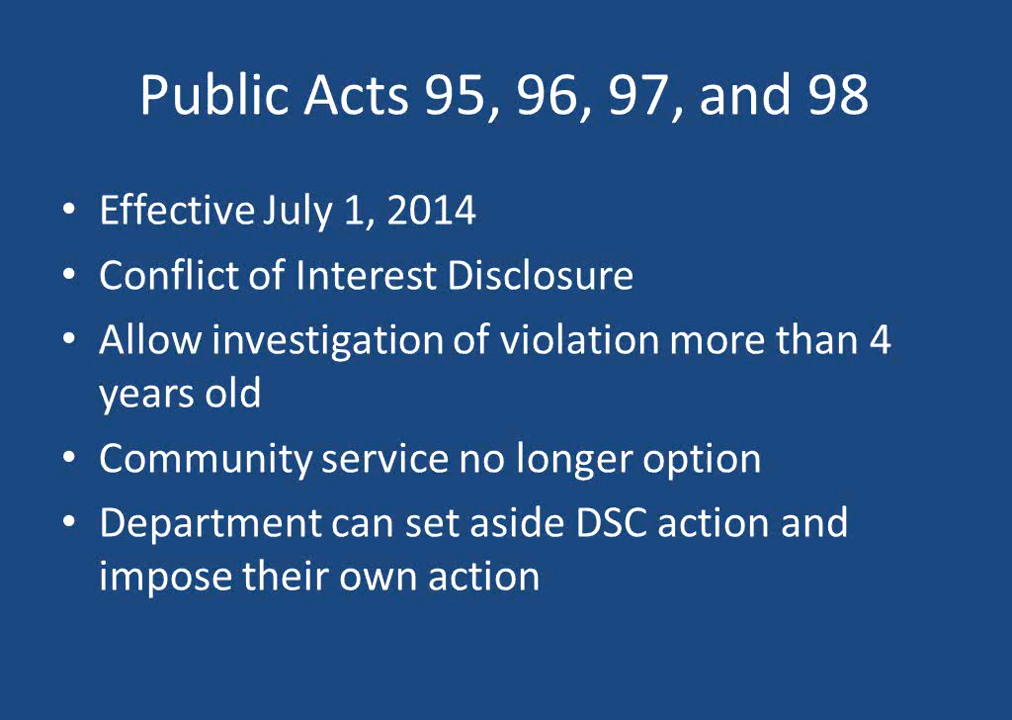 Public Acts 95, 96, 97, and 98
• Effective July 1, 2014
• Conflict of Interest Disclosure
• Allow investigation of violation more than 4
years old
• Community service no longer option
• Department can set aside DSC action and
impose their own action